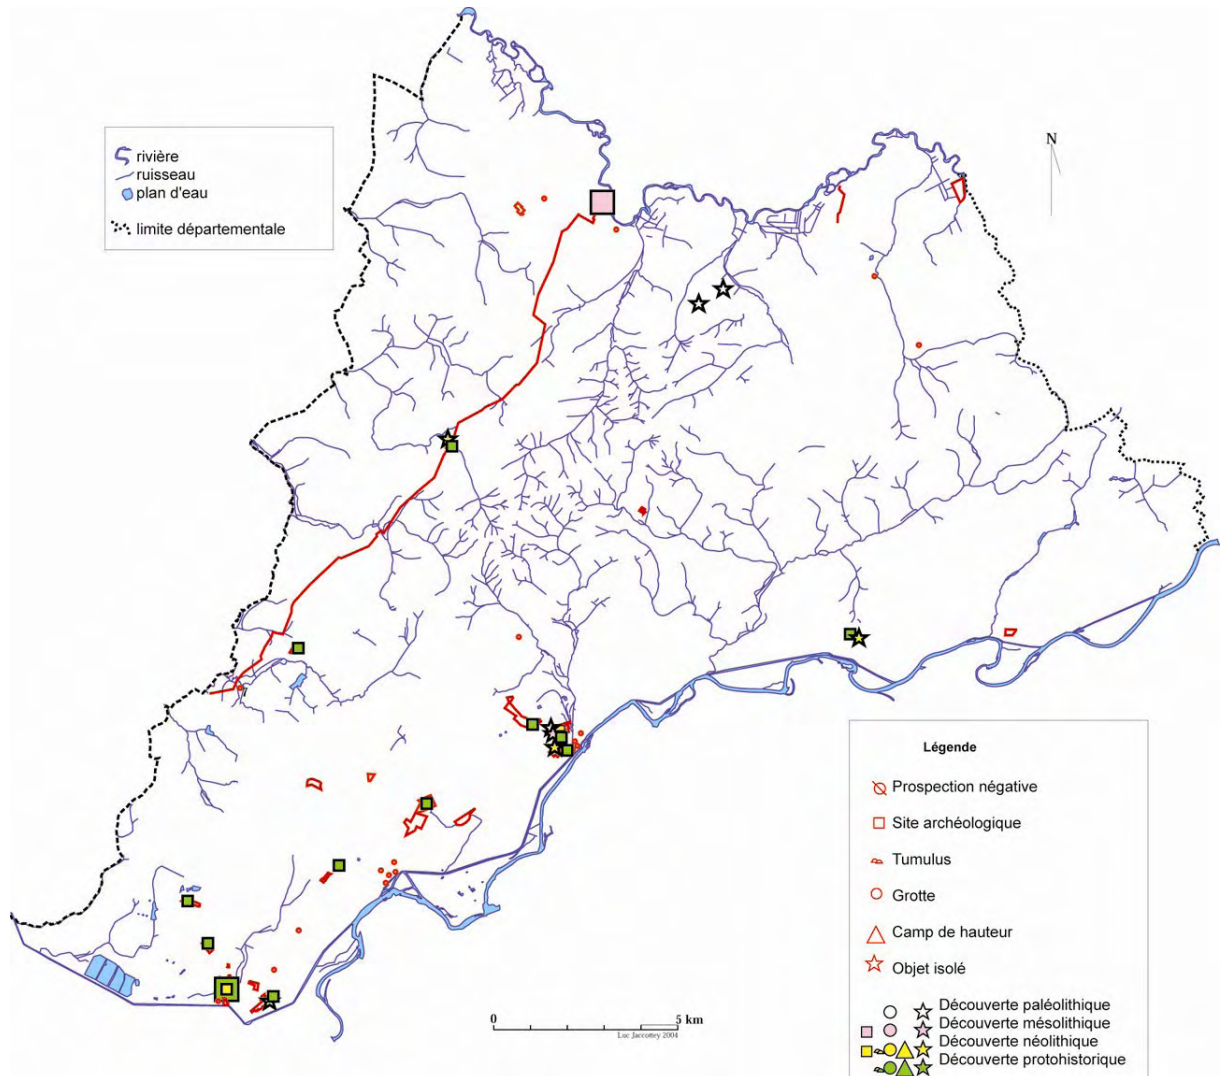 rivière
ruisseau
plan d'eau
limite départementale
N
Légende
Prospection négative
Site archéologique
Tumulus
Grotte
Camp de hauteur
Objet isolé
Découverte paléolithique
Découverte mésolithique
Découverte néolithique
Découverte protohistorique
0 5 km
Luc Jaccottey 2004